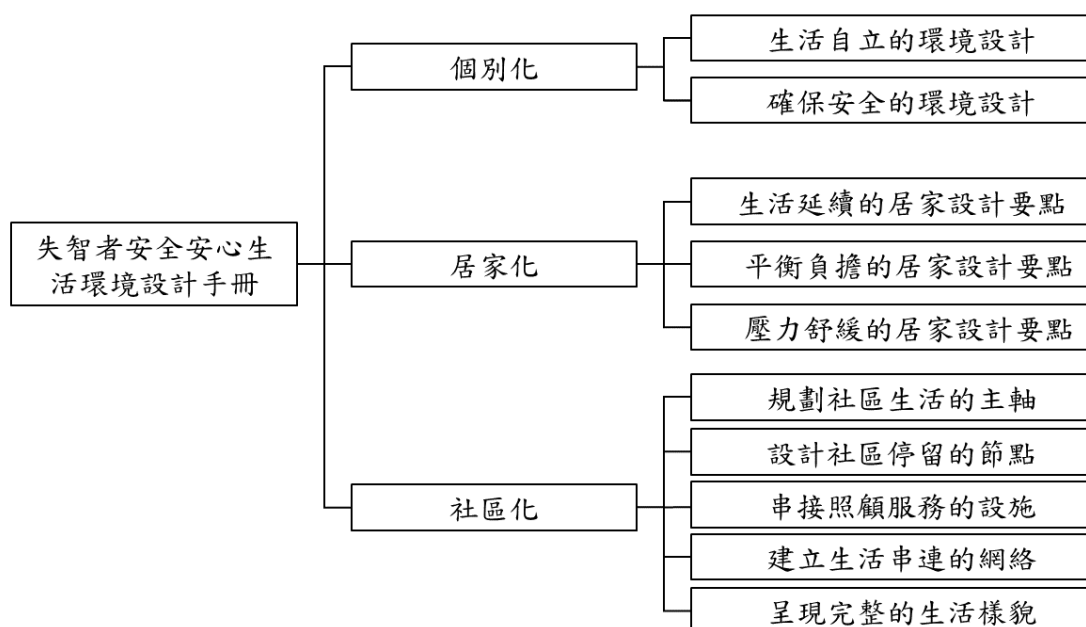 失智者安全安心生
活環境設計手冊
個別化
生活自立的環境設計
確保安全的環境設計
居家化
生活延續的居家設計要點
平衡負擔的居家設計要點
壓力舒緩的居家設計要點
社區化
規劃社區生活的主軸
設計社區停留的節點
串接照顧服務的設施
建立生活串連的網絡
呈現完整的生活樣貌